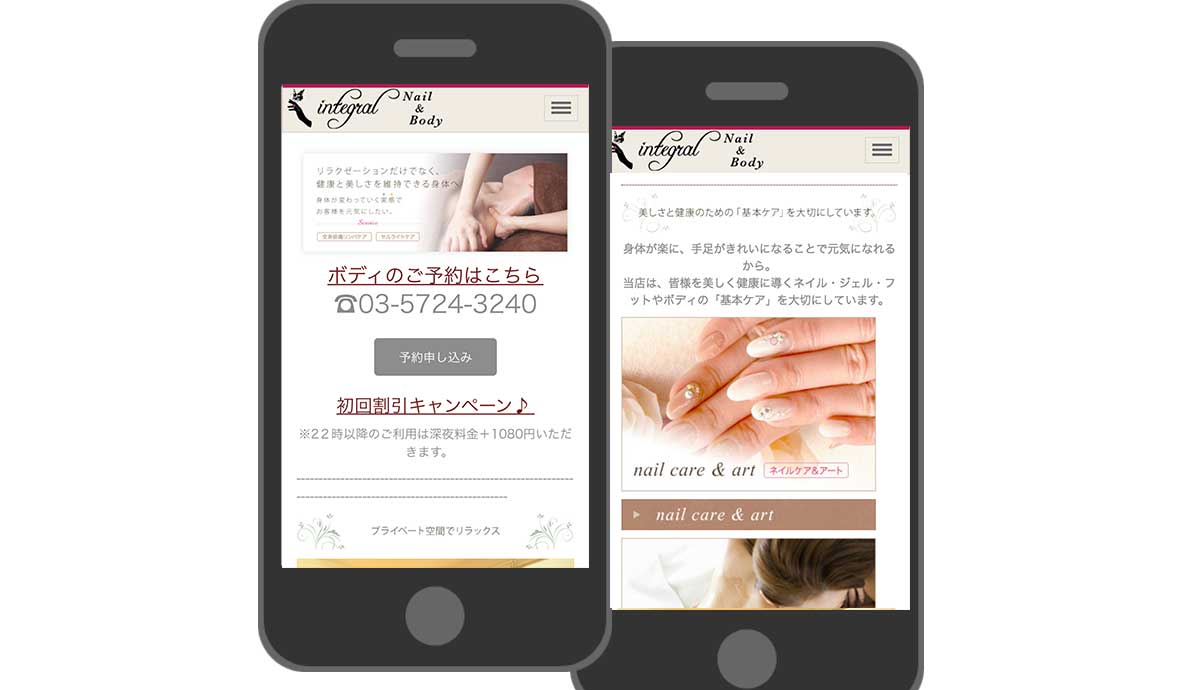 integral
Nail
&
Body
リラクゼーションだけでなく、
健康と美しさを維持できる身体へ
身体が変わっていく実感で
お客様を元気にしたい。
全身骨盤リンパケア セルライトケア
ボディのご予約はこちら
☎03-5724-3240
予約申し込み
初回割引キャンペーン♪
※22時以降のご利用は深夜料金＋1080円いただ
きます。
プライベート空間でリラックス
integral
Nail
&
Body
美しさと健康のための「基本ケア」を大切にしています。
身体が楽に、手足がきれいになることで元気になれる
から。
当店は、皆様を美しく健康に導くネイル・ジェル・フ
ットやボディの「基本ケア」を大切にしています。
nail care & art ネイルケア&アート
nail care & art